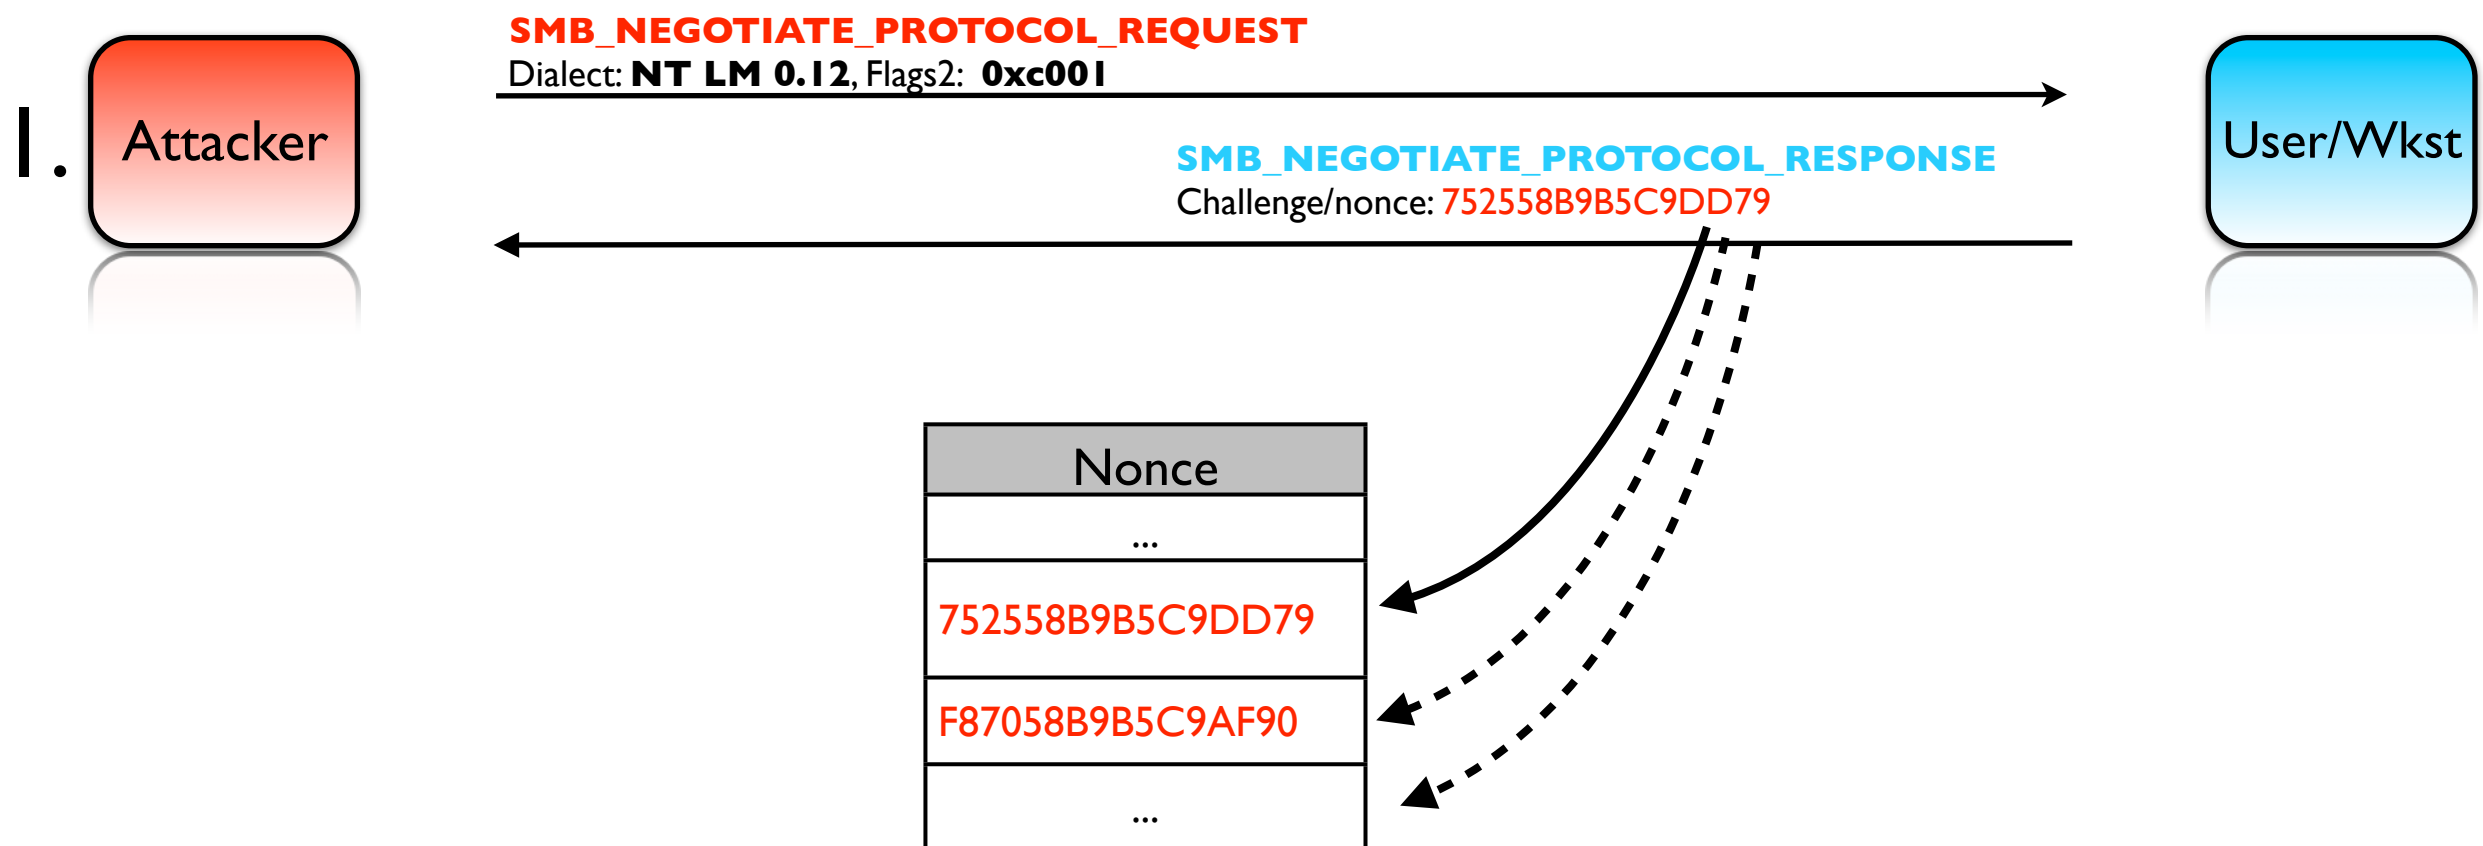 SMB_NEGOTIATE_PROTOCOL_REQUEST
Dialect: NT LM 0.12, Flags2: 0xc001
1.
Attacker
User/Wkst
SMB_NEGOTIATE_PROTOCOL_RESPONSE
Challenge/nonce: 752558B9B5C9DD79
Nonce
...
752558B9B5C9DD79
F87058B9B5C9AF90
...